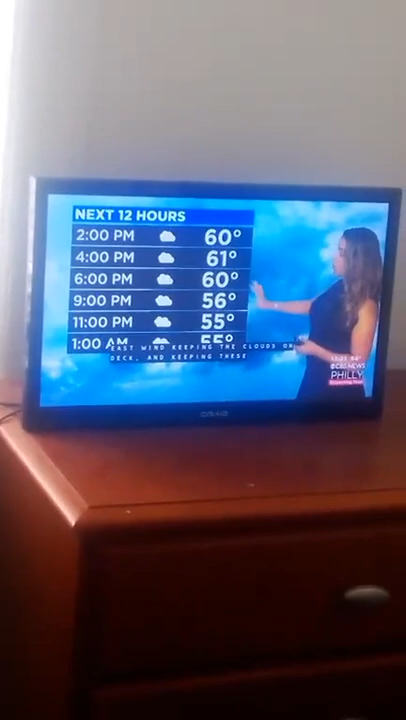 NEXT 12 HOURS
2:00 PM 60°
4:00 PM 61°
6:00 PM 60°
9:00 PM 56°
11:00 PM 55°
1:00 AM 55°
EAST WIND KEEPING THE CLOUDS ON
DECK, AND KEEPING THESE
CBS NEWS
PHILLY